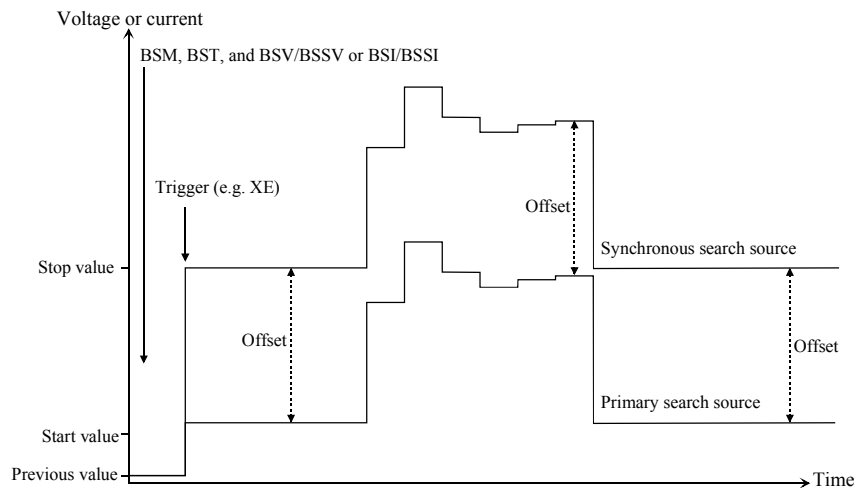 Voltage or current
BSM, BST, and BSV/BSSV or BSI/BSSI
Trigger (e.g. XE)
Offset
Synchronous search source
Stop value
Offset
Offset
Primary search source
Start value
Previous value
Time